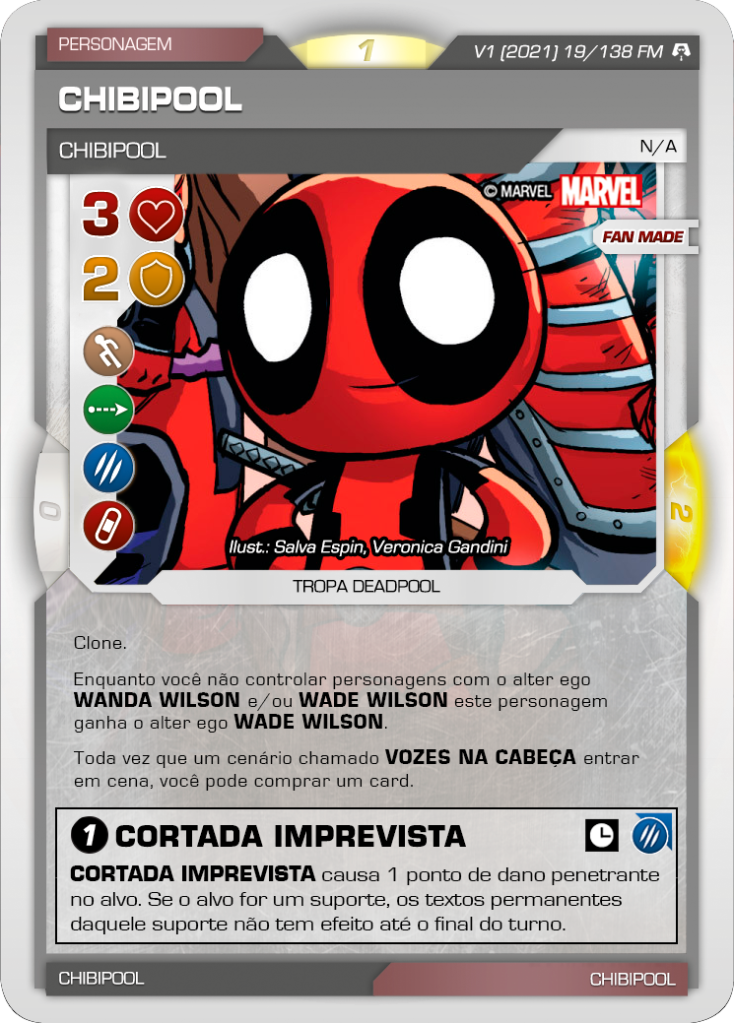 PERSONAGEM
1
V1 (2021) 19/138 FM
CHIBIPOOL
CHIBIPOOL
N/A
© MARVEL MARVEL
3
FAN MADE
2
0
2
Ilust.: Salva Espin, Veronica Gandini
TROPA DEADPOOL
Clone.
Enquanto você não controlar personagens com o alter ego
WANDA WILSON e/ou WADE WILSON este personagem
ganha o alter ego WADE WILSON.
Toda vez que um cenário chamado VOZES NA CABEÇA entrar
em cena, você pode comprar um card.
1 CORTADA IMPREVISTA
CORTADA IMPREVISTA causa 1 ponto de dano penetrante
no alvo. Se o alvo for um suporte, os textos permanentes
daquele suporte não tem efeito até o final do turno.
CHIBIPOOL
CHIBIPOOL